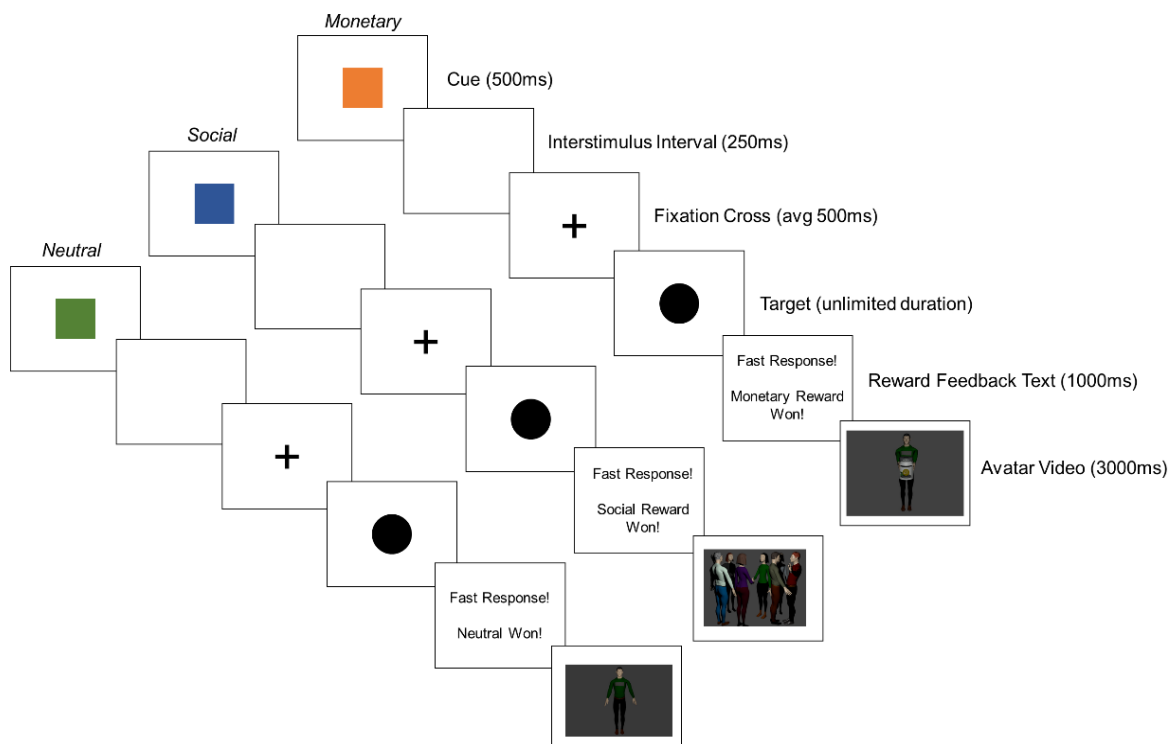 Monetary
Cue (500ms)
Social
Interstimulus Interval (250ms)
Fixation Cross (avg 500ms)
Neutral
Target (unlimited duration)
Fast Response!
Monetary Reward
Won!
Reward Feedback Text (1000ms)
Avatar Video (3000ms)
Fast Response!
Social Reward
Won!
Fast Response!
Neutral Won!